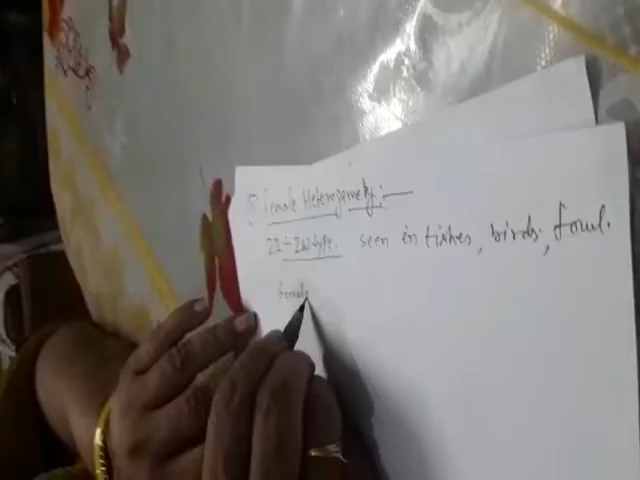 Female Heterogamety:-
ZZ-ZW type. seen in fishes, birds, fowl.
Female